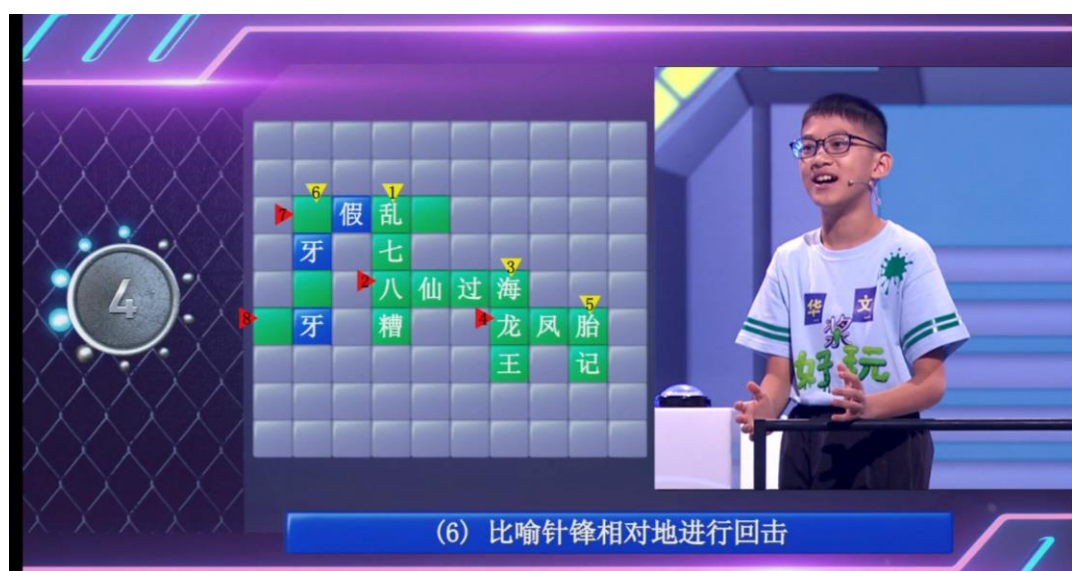 6 1
7 假 乱
牙 七 3
2 八 仙 过 海 5
8 牙 糟 4 龙 凤 胎
王 记
4
华 文
浆
好玩
(6) 比喻针锋相对地进行回击